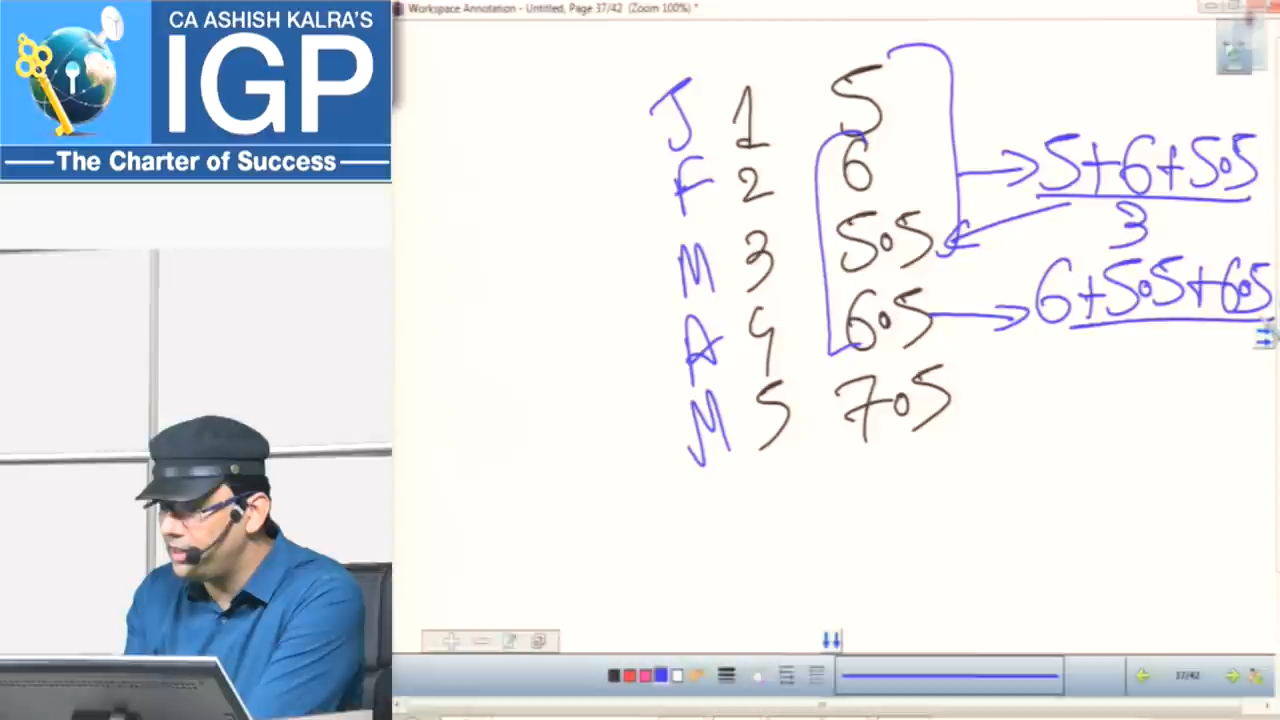 CA ASHISH KALRA'S
IGP
The Charter of Success
Workspace Annotation - Untitled, Page 37/42 (Zoom 100%) *
J 1 5
F 2 6
M 3 5.5
A 4 6.5
M 5 7.5
5+6+5.5
3
6+5.5+6.5
37/42